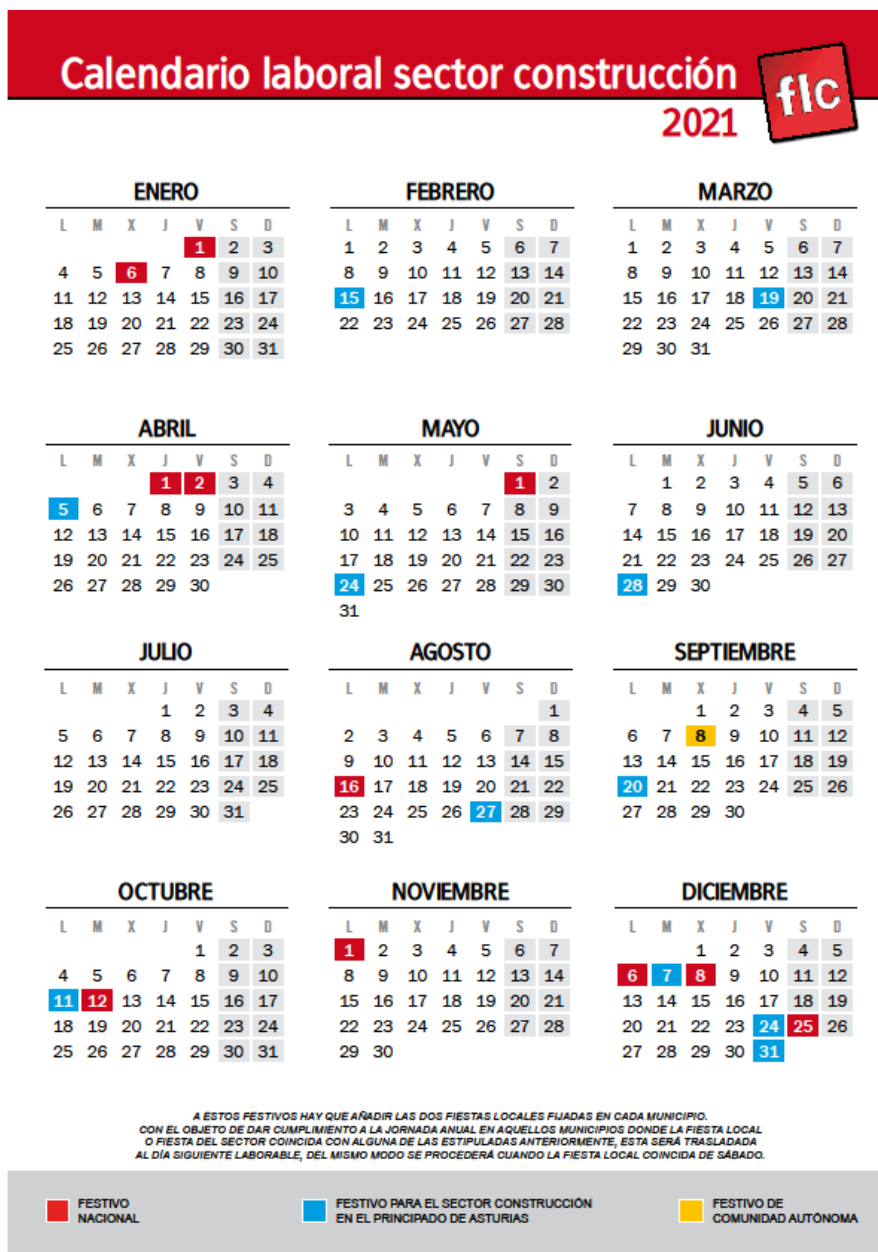 Calendario laboral sector construcción
flc
2021
ENERO
L M X J V S D
1 2 3
4 5 6 7 8 9 10
11 12 13 14 15 16 17
18 19 20 21 22 23 24
25 26 27 28 29 30 31
FEBRERO
L M X J V S D
1 2 3 4 5 6 7
8 9 10 11 12 13 14
15 16 17 18 19 20 21
22 23 24 25 26 27 28
MARZO
L M X J V S D
1 2 3 4 5 6 7
8 9 10 11 12 13 14
15 16 17 18 19 20 21
22 23 24 25 26 27 28
29 30 31
ABRIL
L M X J V S D
1 2 3 4
5 6 7 8 9 10 11
12 13 14 15 16 17 18
19 20 21 22 23 24 25
26 27 28 29 30
MAYO
L M X J V S D
1 2
3 4 5 6 7 8 9
10 11 12 13 14 15 16
17 18 19 20 21 22 23
24 25 26 27 28 29 30
31
JUNIO
L M X J V S D
1 2 3 4 5 6
7 8 9 10 11 12 13
14 15 16 17 18 19 20
21 22 23 24 25 26 27
28 29 30
JULIO
L M X J V S D
1 2 3 4
5 6 7 8 9 10 11
12 13 14 15 16 17 18
19 20 21 22 23 24 25
26 27 28 29 30 31
AGOSTO
L M X J V S D
1
2 3 4 5 6 7 8
9 10 11 12 13 14 15
16 17 18 19 20 21 22
23 24 25 26 27 28 29
30 31
SEPTIEMBRE
L M X J V S D
1 2 3 4 5
6 7 8 9 10 11 12
13 14 15 16 17 18 19
20 21 22 23 24 25 26
27 28 29 30
OCTUBRE
L M X J V S D
1 2 3
4 5 6 7 8 9 10
11 12 13 14 15 16 17
18 19 20 21 22 23 24
25 26 27 28 29 30 31
NOVIEMBRE
L M X J V S D
1 2 3 4 5 6 7
8 9 10 11 12 13 14
15 16 17 18 19 20 21
22 23 24 25 26 27 28
29 30
DICIEMBRE
L M X J V S D
1 2 3 4 5
6 7 8 9 10 11 12
13 14 15 16 17 18 19
20 21 22 23 24 25 26
27 28 29 30 31
A ESTOS FESTIVOS HAY QUE AÑADIR LAS DOS FIESTAS LOCALES FIJADAS EN CADA MUNICIPIO.
CON EL OBJETO DE DAR CUMPLIMIENTO A LA JORNADA ANUAL EN AQUELLOS MUNICIPIOS DONDE LA FIESTA LOCAL
O FIESTA DEL SECTOR COINCIDA CON ALGUNA DE LAS ESTIPULADAS ANTERIORMENTE, ESTA SERÁ TRASLADADA
AL DÍA SIGUIENTE LABORABLE, DEL MISMO MODO SE PROCEDERÁ CUANDO LA FIESTA LOCAL COINCIDA DE SÁBADO.
FESTIVO
NACIONAL
FESTIVO PARA EL SECTOR CONSTRUCCIÓN
EN EL PRINCIPADO DE ASTURIAS
FESTIVO DE
COMUNIDAD AUTÓNOMA